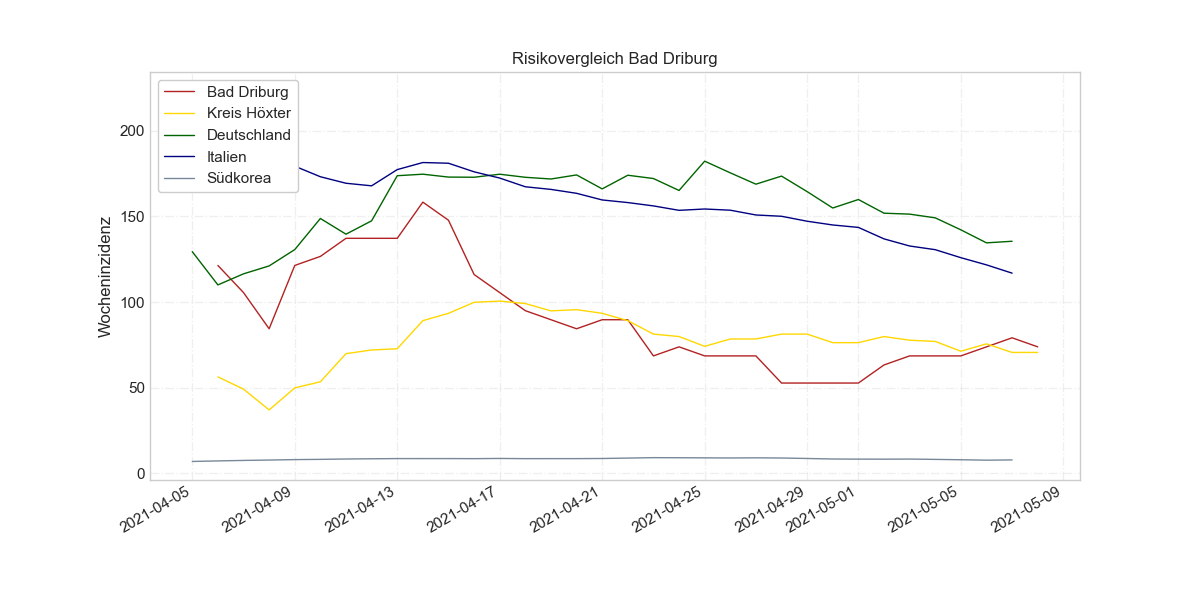 Risikovergleich Bad Driburg
Bad Driburg
Kreis Höxter
Deutschland
Italien
Südkorea
Wocheninzidenz
200
150
100
50
0
2021-04-05
2021-04-09
2021-04-13
2021-04-17
2021-04-21
2021-04-25
2021-04-29
2021-05-01
2021-05-05
2021-05-09